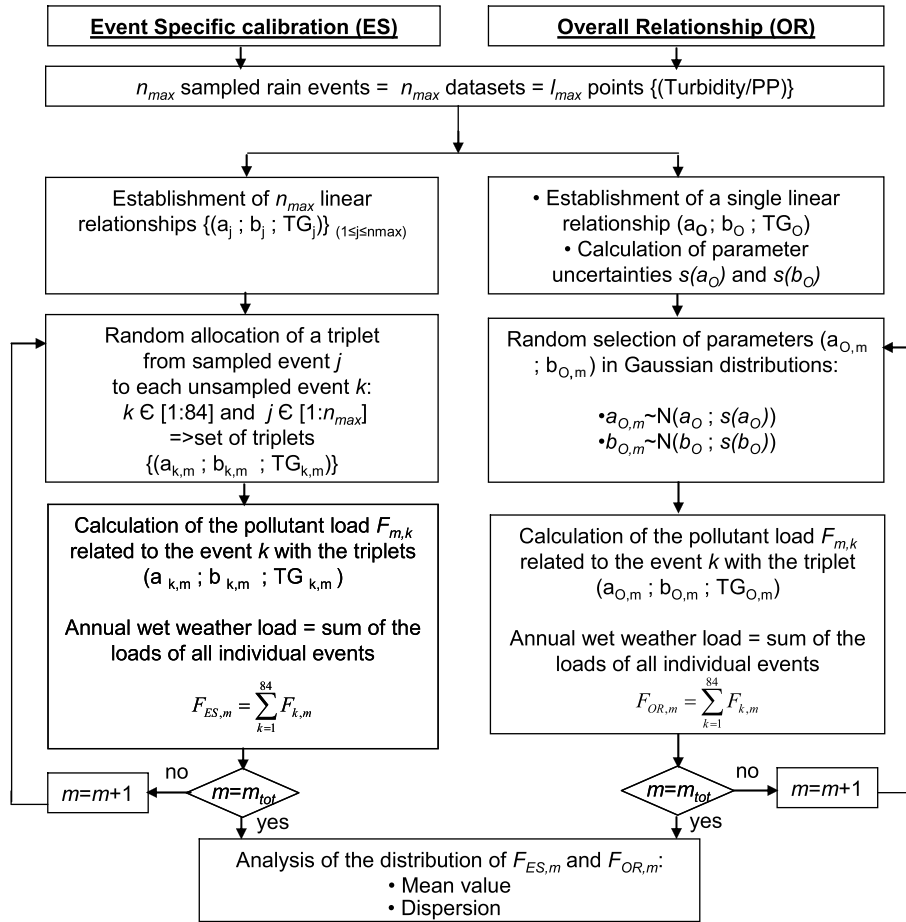 Event Specific calibration (ES)
Overall Relationship (OR)
n_max sampled rain events = n_max datasets = l_max points {(Turbidity/PP)}
Establishment of n_max linear
relationships {(a_j ; b_j ; TG_j)} (1≤j≤nmax)
• Establishment of a single linear
relationship (a_O ; b_O ; TG_O)
• Calculation of parameter
uncertainties s(a_O) and s(b_O)
Random allocation of a triplet
from sampled event j
to each unsampled event k:
k Є [1:84] and j Є [1:n_max]
=>set of triplets
{(a_k,m ; b_k,m ; TG_k,m)}
Random selection of parameters (a_O,m
; b_O,m) in Gaussian distributions:
•a_O,m~N(a_O ; s(a_O))
•b_O,m~N(b_O ; s(b_O))
Calculation of the pollutant load F_m,k
related to the event k with the triplets
(a_k,m ; b_k,m ; TG_k,m)
Annual wet weather load = sum of the
loads of all individual events
F_ES,m = ∑_{k=1}^{84} F_k,m
Calculation of the pollutant load F_m,k
related to the event k with the triplet
(a_O,m ; b_O,m ; TG_O,m)
Annual wet weather load = sum of the
loads of all individual events
F_OR,m = ∑_{k=1}^{84} F_k,m
m=m+1
no
m=m_tot
yes
m=m_tot
no
m=m+1
yes
Analysis of the distribution of F_ES,m and F_OR,m:
• Mean value
• Dispersion